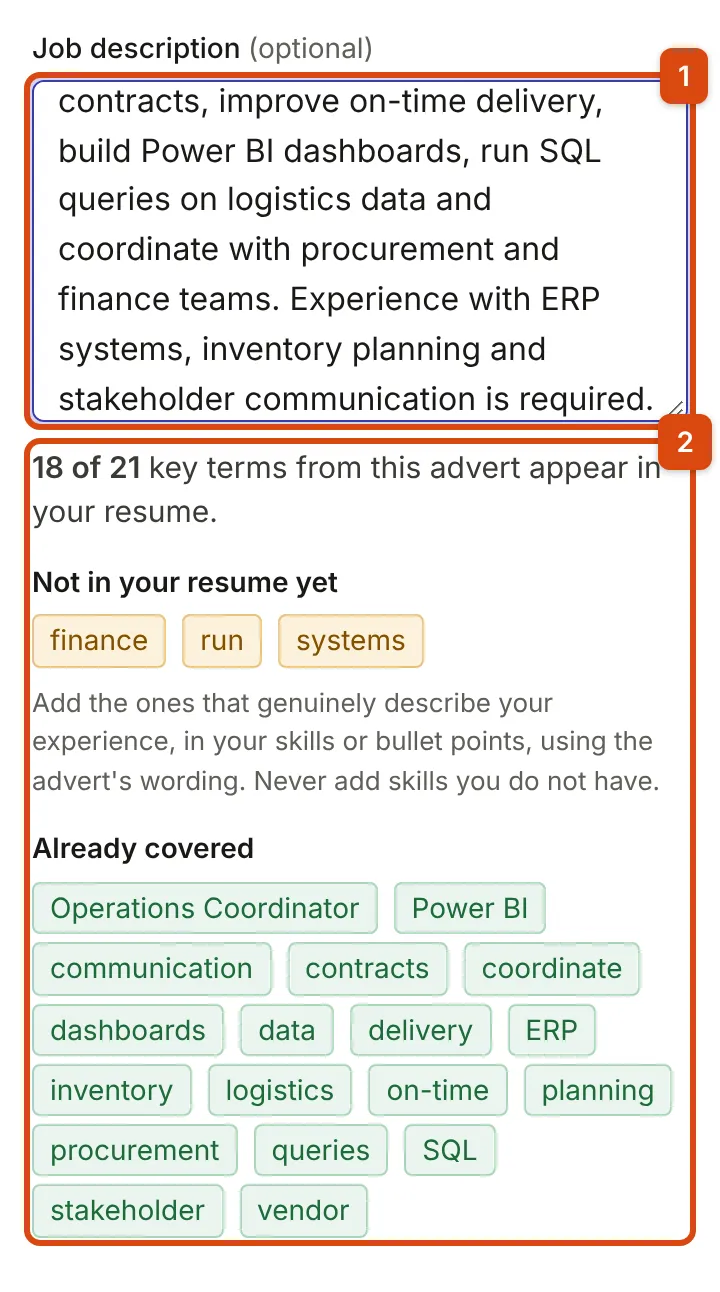 Job description (optional)
1
contracts, improve on-time delivery,
build Power BI dashboards, run SQL
queries on logistics data and
coordinate with procurement and
finance teams. Experience with ERP
systems, inventory planning and
stakeholder communication is required.
2
18 of 21 key terms from this advert appear in
your resume.
Not in your resume yet
finance run systems
Add the ones that genuinely describe your
experience, in your skills or bullet points, using the
advert's wording. Never add skills you do not have.
Already covered
Operations Coordinator Power BI
communication contracts coordinate
dashboards data delivery ERP
inventory logistics on-time planning
procurement queries SQL
stakeholder vendor